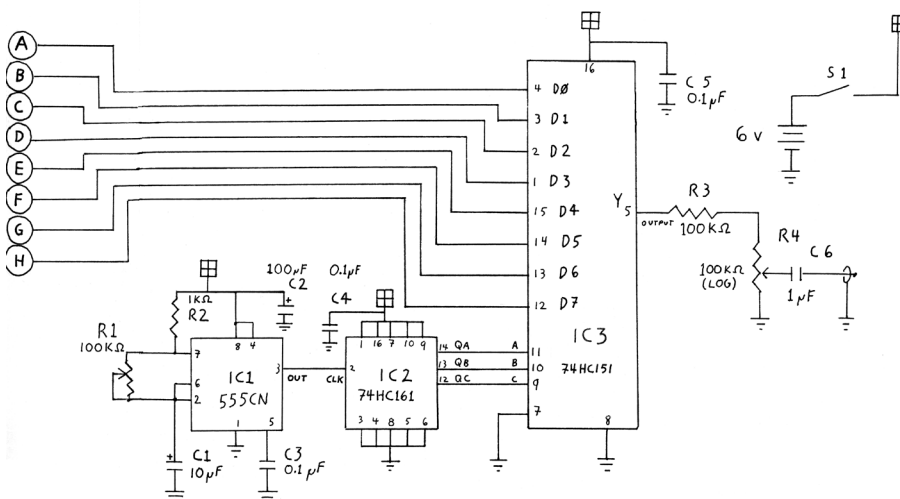 A
B
C
D
E
F
G
H
16
4 DØ
3 D1
2 D2
1 D3
15 D4
14 D5
13 D6
12 D7
Y5
OUTPUT
IC3
74HC151
A 11
B 10
C 9
7
8
C5
0.1µF
S1
6 V
R3
100KΩ
R4
100KΩ
(LOG)
C6
1µF
1KΩ
R2
100µF
C2
0.1µF
C4
R1
100KΩ
7
6
2
8 4
3
1 5
IC1
555CN
OUT
CLK
1 16 7 10 9
2
IC2
74HC161
3 4 8 5 6
14 QA
13 QB
12 QC
C1
10µF
C3
0.1µF